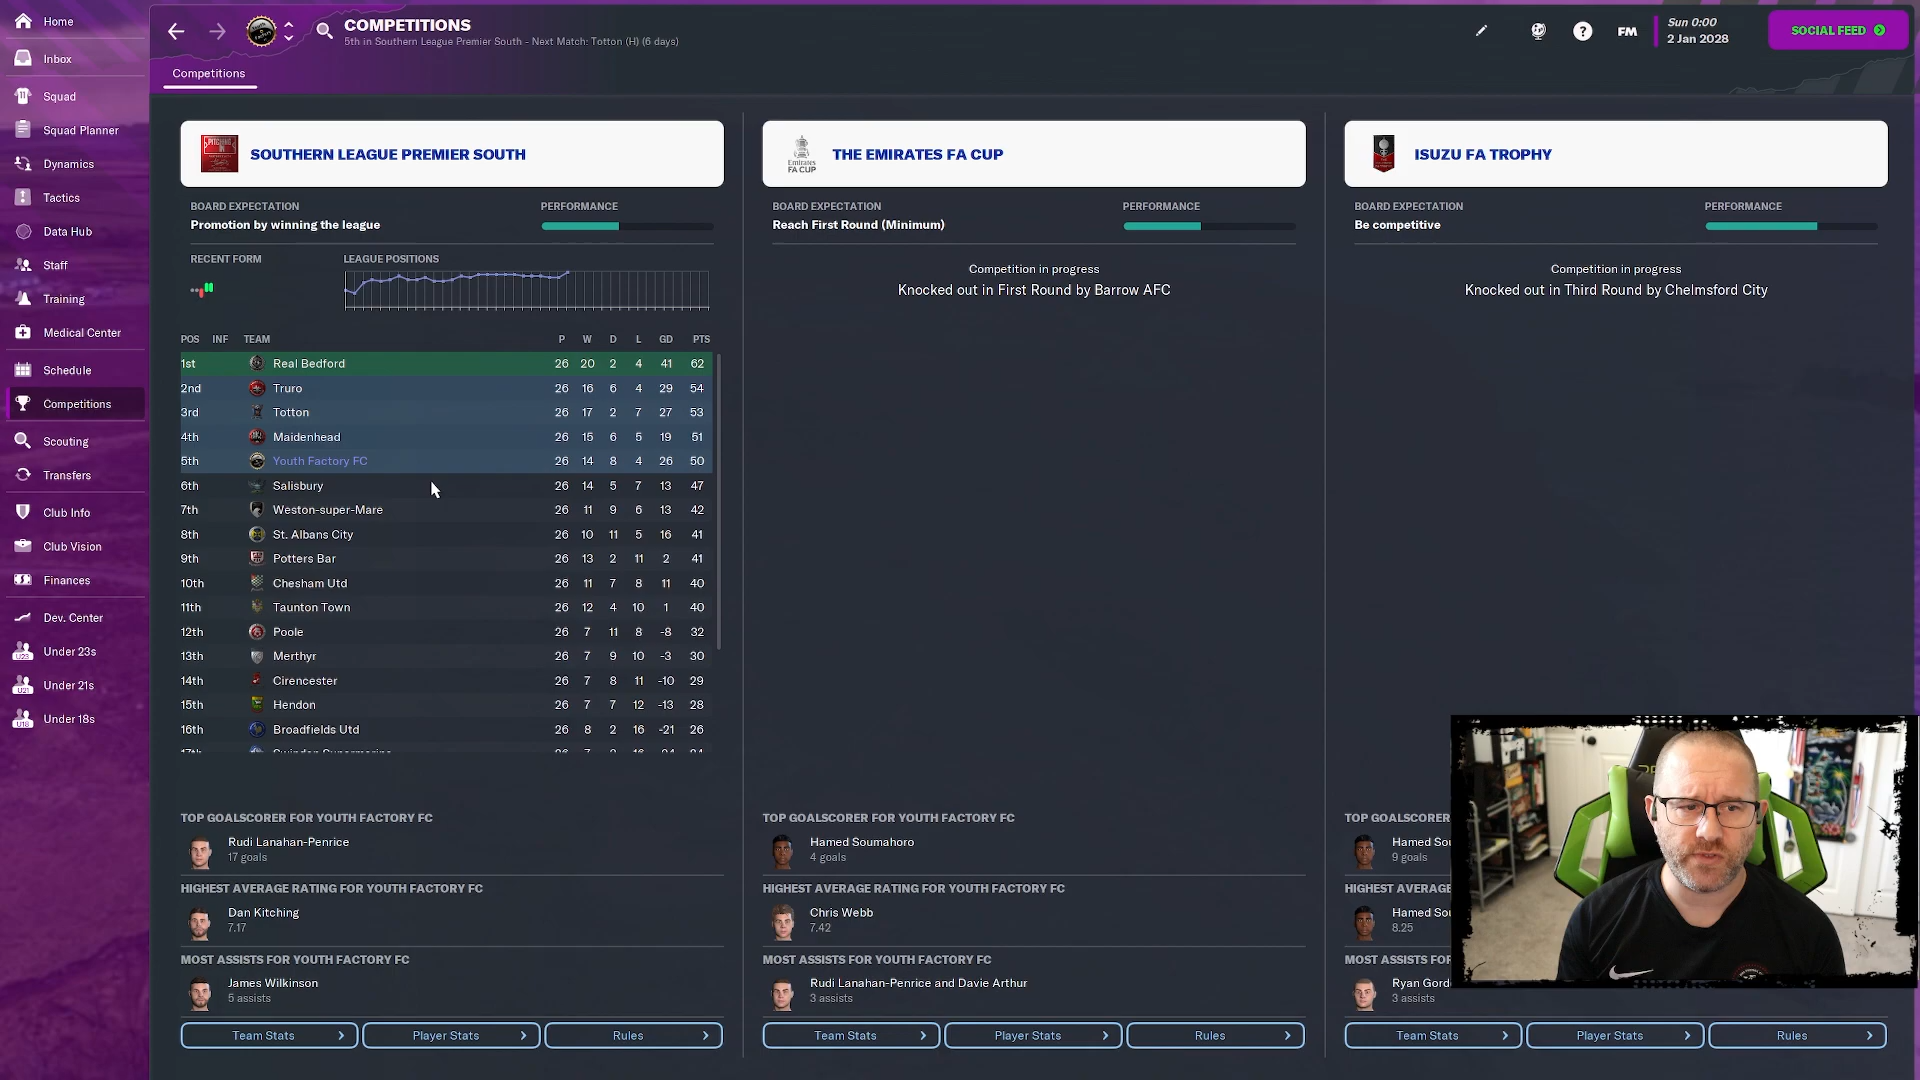 Home
Inbox
Squad
Squad Planner
Dynamics
Tactics
Data Hub
Staff
Training
Medical Center
Schedule
Competitions
Scouting
Transfers
Club Info
Club Vision
Finances
Dev. Center
U23 Under 23s
U21 Under 21s
U18 Under 18s
COMPETITIONS
5th in Southern League Premier South - Next Match: Totton (H) (6 days)
FM
Sun 0:00
2 Jan 2028
SOCIAL FEED
Competitions
SOUTHERN LEAGUE PREMIER SOUTH
BOARD EXPECTATION PERFORMANCE
Promotion by winning the league
RECENT FORM LEAGUE POSITIONS
POS INF TEAM P W D L GD PTS
1st Real Bedford 26 20 2 4 41 62
2nd Truro 26 16 6 4 29 54
3rd Totton 26 17 2 7 27 53
4th Maidenhead 26 15 6 5 19 51
5th Youth Factory FC 26 14 8 4 26 50
6th Salisbury 26 14 5 7 13 47
7th Weston-super-Mare 26 11 9 6 13 42
8th St. Albans City 26 10 11 5 16 41
9th Potters Bar 26 13 2 11 2 41
10th Chesham Utd 26 11 7 8 11 40
11th Taunton Town 26 12 4 10 1 40
12th Poole 26 7 11 8 -8 32
13th Merthyr 26 7 9 10 -3 30
14th Cirencester 26 7 8 11 -10 29
15th Hendon 26 7 7 12 -13 28
16th Broadfields Utd 26 8 2 16 -21 26
TOP GOALSCORER FOR YOUTH FACTORY FC
Rudi Lanahan-Penrice
17 goals
HIGHEST AVERAGE RATING FOR YOUTH FACTORY FC
Dan Kitching
7.17
MOST ASSISTS FOR YOUTH FACTORY FC
James Wilkinson
5 assists
Team Stats Player Stats Rules
Emirates
FA CUP
THE EMIRATES FA CUP
BOARD EXPECTATION PERFORMANCE
Reach First Round (Minimum)
Competition in progress
Knocked out in First Round by Barrow AFC
TOP GOALSCORER FOR YOUTH FACTORY FC
Hamed Soumahoro
4 goals
HIGHEST AVERAGE RATING FOR YOUTH FACTORY FC
Chris Webb
7.42
MOST ASSISTS FOR YOUTH FACTORY FC
Rudi Lanahan-Penrice and Davie Arthur
3 assists
Team Stats Player Stats Rules
ISUZU FA TROPHY
BOARD EXPECTATION PERFORMANCE
Be competitive
Competition in progress
Knocked out in Third Round by Chelmsford City
TOP GOALSCORER
Hamed Sou
9 goals
HIGHEST AVERAGE
Hamed Sou
8.25
MOST ASSISTS FO
Ryan Gord
3 assists
Team Stats Player Stats Rules